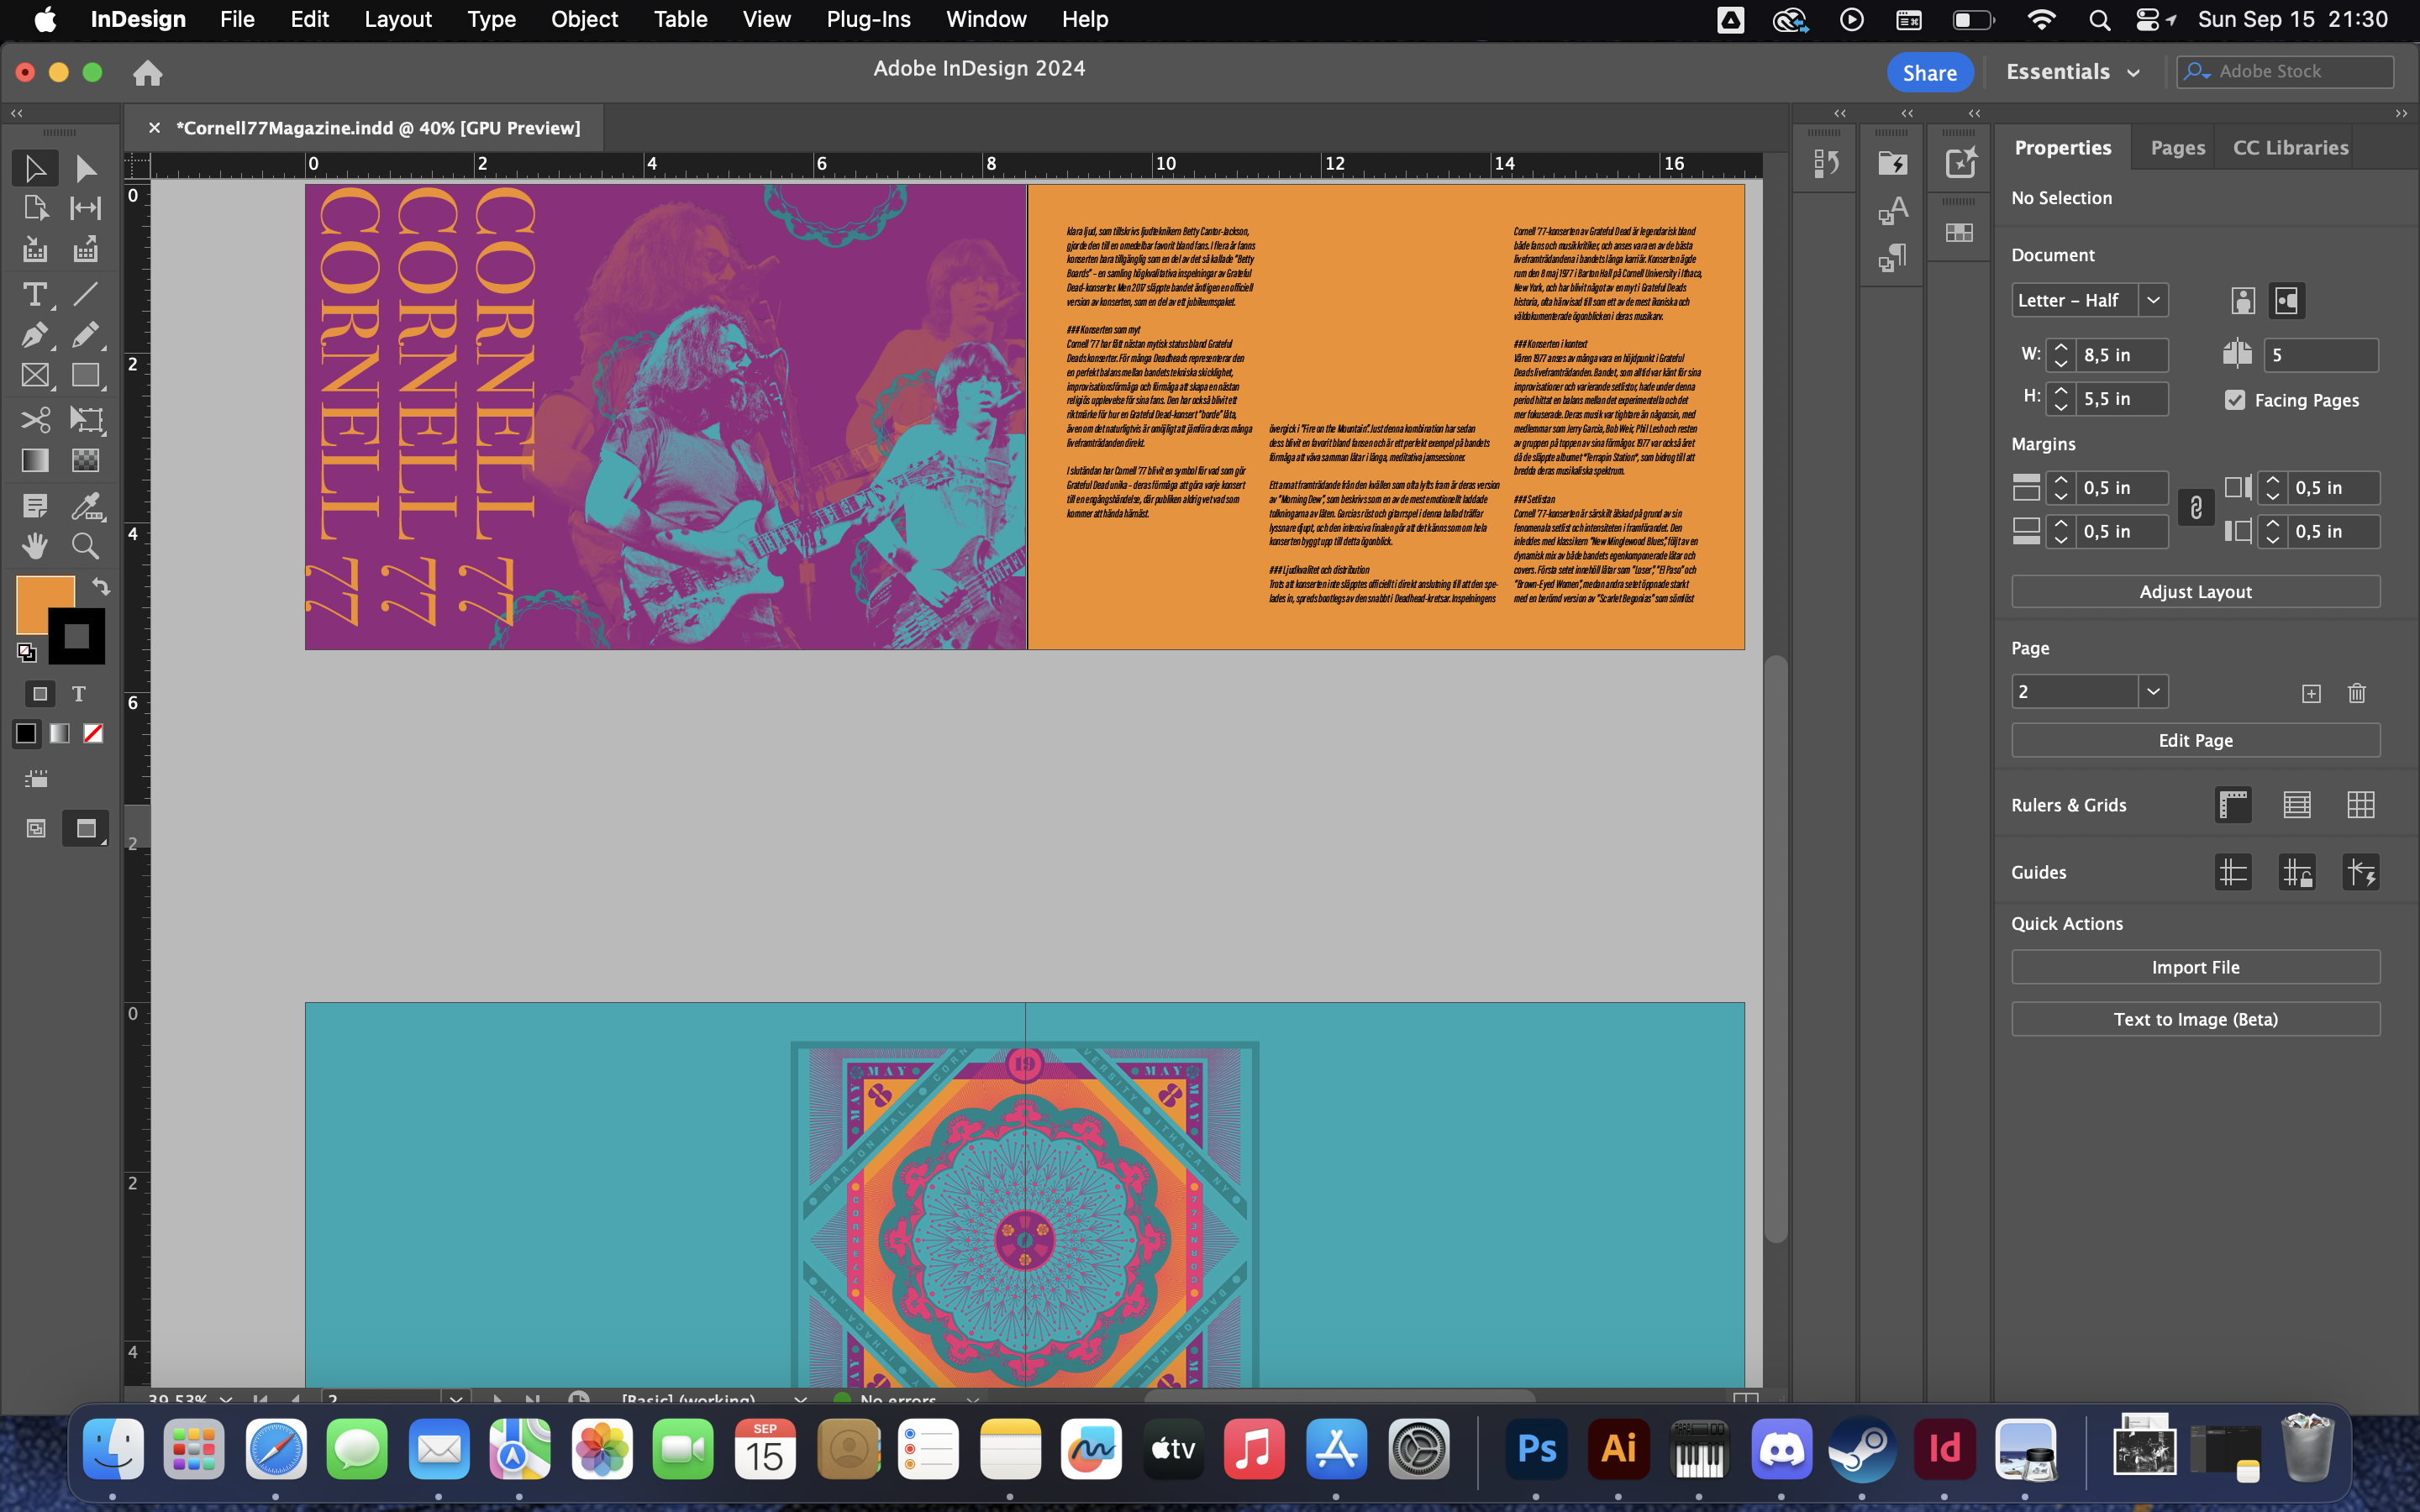 InDesign File Edit Layout Type Object Table View Plug-Ins Window Help Sun Sep 15 21:30
Adobe InDesign 2024
Share Essentials Adobe Stock
*Cornell77Magazine.indd @ 40% [GPU Preview]
0 2 4 6 8 10 12 14 16
0
2
4
6
2
0
2
4
CORNELL 77
CORNELL 77
CORNELL 77
klara ljud, som tillskrivs ljudteknikern Betty Cantor-Jackson,
gjorde den till en omedelbar favorit bland fans. I flera år fanns
konserten bara tillgänglig som en del av det så kallade "Betty
Boards" – en samling högkvalitativa inspelningar av Grateful
Dead-konserter. Men 2017 släppte bandet äntligen en officiell
version av konserten, som en del av ett jubileumspaket.
### Konserten som myt
Cornell '77 har fått nästan mytisk status bland Grateful
Deads konserter. För många Deadheads representerar den
en perfekt balans mellan bandets tekniska skicklighet,
improvisationsförmåga och förmåga att skapa en nästan
religiös upplevelse för sina fans. Den har också blivit ett
riktmärke för hur en Grateful Dead-konsert "borde" låta,
även om det naturligtvis är omöjligt att jämföra deras många
liveframträdanden direkt.
I slutändan har Cornell '77 blivit en symbol för vad som gör
Grateful Dead unika – deras förmåga att göra varje konsert
till en engångshändelse, där publiken aldrig vet vad som
kommer att hända härnäst.
övergick i "Fire on the Mountain". Just denna kombination har sedan
dess blivit en favorit bland fansen och är ett perfekt exempel på bandets
förmåga att väva samman låtar i långa, meditativa jamsessioner.
Ett annat framträdande från den kvällen som ofta lyfts fram är deras version
av "Morning Dew", som beskrivs som en av de mest emotionellt laddade
tolkningarna av låten. Garcias röst och gitarrspel i denna ballad träffar
lyssnare djupt, och den intensiva finalen gör att det känns som om hela
konserten byggt upp till detta ögonblick.
### Ljudkvalitet och distribution
Trots att konserten inte släpptes officiellt i direkt anslutning till att den spe-
lades in, spreds bootlegs av den snabbt i Deadhead-kretsar. Inspelningens
Cornell '77-konserten av Grateful Dead är legendarisk bland
både fans och musikkritiker, och anses vara en av de bästa
liveframträdandena i bandets långa karriär. Konserten ägde
rum den 8 maj 1977 i Barton Hall på Cornell University i Ithaca,
New York, och har blivit något av en myt i Grateful Deads
historia, ofta hänvisad till som ett av de mest ikoniska och
väldokumenterade ögonblicken i deras musikarv.
### Konserten i kontext
Våren 1977 anses av många vara en höjdpunkt i Grateful
Deads liveframträdanden. Bandet, som alltid var känt för sina
improvisationer och varierande setlistor, hade under denna
period hittat en balans mellan det experimentella och det
mer fokuserade. Deras musik var tightare än någonsin, med
medlemmar som Jerry Garcia, Bob Weir, Phil Lesh och resten
av gruppen på toppen av sina förmågor. 1977 var också året
då de släppte albumet *Terrapin Station*, som bidrog till att
bredda deras musikaliska spektrum.
### Setlistan
Cornell '77-konserten är särskilt älskad på grund av sin
fenomenala setlist och intensiteten i framförandet. Den
inleddes med klassikern "New Minglewood Blues", följt av en
dynamisk mix av både bandets egenkomponerade låtar och
covers. Första setet innehöll låtar som "Loser", "El Paso" och
"Brown-Eyed Women", medan andra setet öppnade starkt
med en berömd version av "Scarlet Begonias" som sömlöst
19
MAY MAY
MAY MAY
BARTON HALL CORN
VERSITY ITHACA, NY
CORNELL 77
ITHACA, NY
BARTON HALL
MAY MAY
39,53% 2 [Basic] (working) No errors
Properties Pages CC Libraries
No Selection
Document
Letter - Half
W: 8,5 in 5
H: 5,5 in Facing Pages
Margins
0,5 in 0,5 in
0,5 in 0,5 in
Adjust Layout
Page
2
Edit Page
Rulers & Grids
Guides
Quick Actions
Import File
Text to Image (Beta)
SEP
15
tv
Ps
Ai
Id